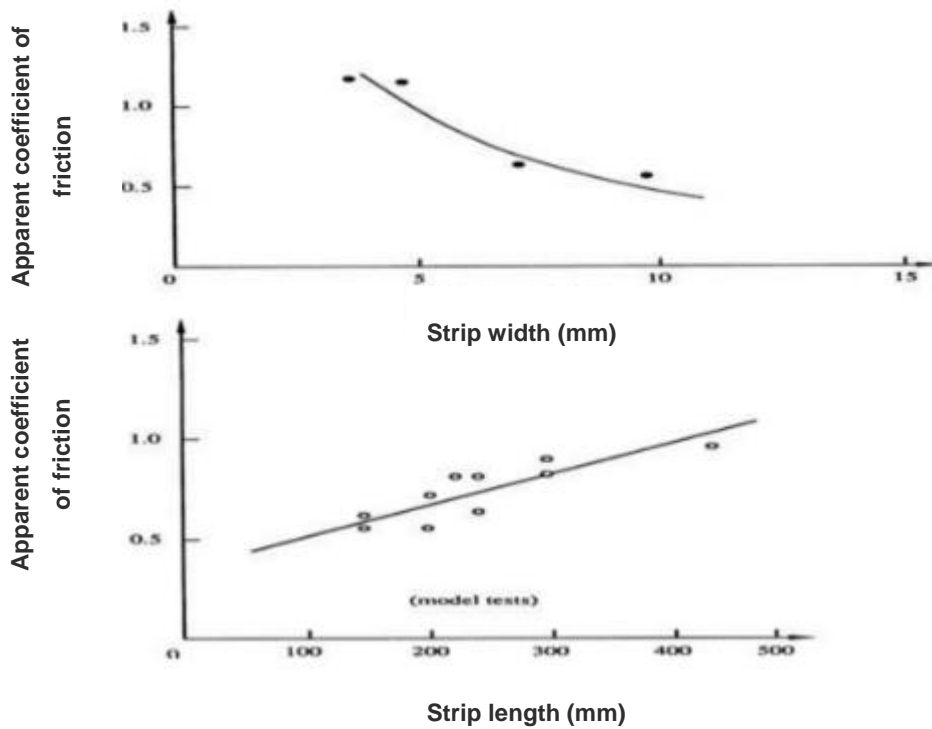 Apparent coefficient of
friction
1.5
1.0
0.5
0
5
10
15
Strip width (mm)
Apparent coefficient
of friction
1.5
1.0
0.5
(model tests)
0
100
200
300
400
500
Strip length (mm)